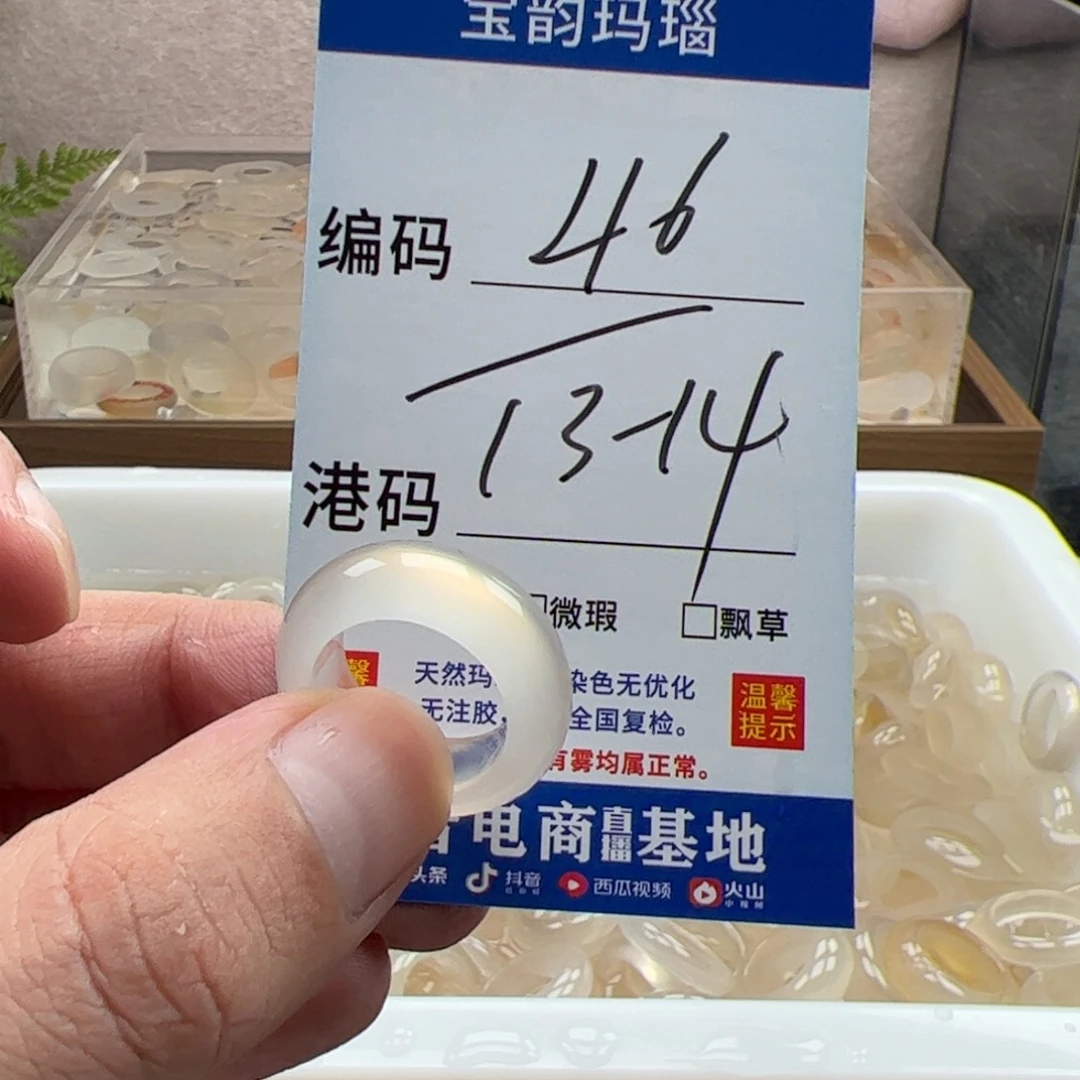 宝韵玛瑙
编码 46
港码 13-14
微瑕 □飘草
天然玛 染色无优化
无注胶, 全国复检。
温馨提示
有雾均属正常。
电商直播基地
头条 抖音 西瓜视频 火山